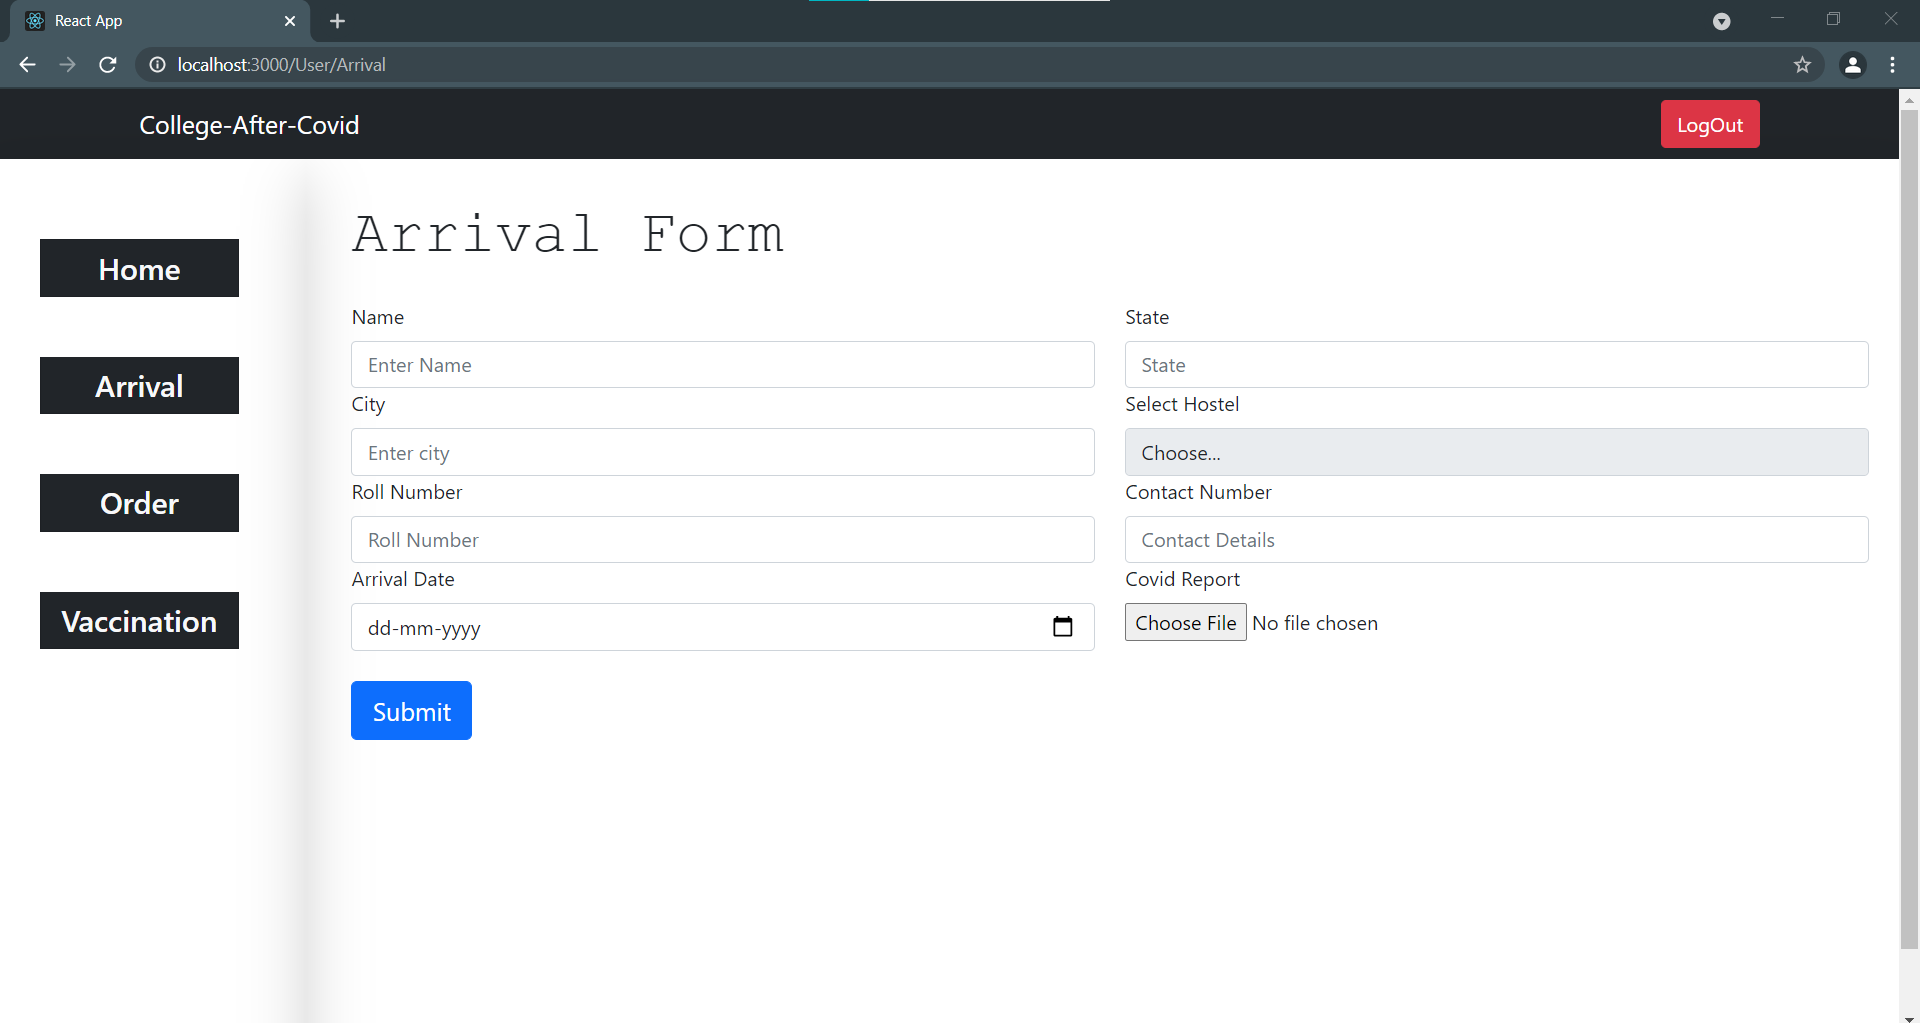 React App
localhost:3000/User/Arrival
College-After-Covid
LogOut
Home
Arrival
Order
Vaccination
Arrival Form
Name
Enter Name
State
State
City
Enter city
Select Hostel
Choose...
Roll Number
Roll Number
Contact Number
Contact Details
Arrival Date
dd-mm-yyyy
Covid Report
Choose File No file chosen
Submit